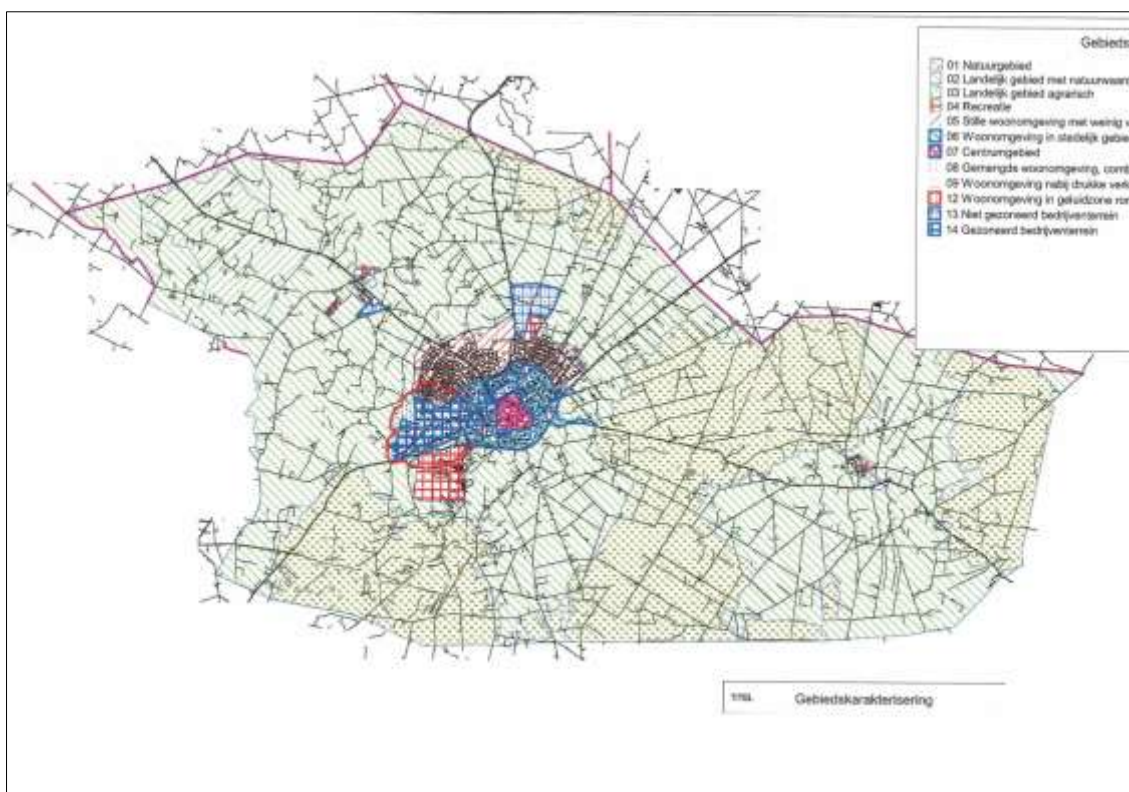 Gebieds
01 Natuurgebied
02 Landelijk gebied met natuurwaard
03 Landelijk gebied agrarisch
04 Recreatie
05 Stille woonomgeving met weinig v
06 Woonomgeving in stedelijk gebie
07 Centrumgebied
08 Gemengde woonomgeving, comb
09 Woonomgeving nabij drukke verk
12 Woonomgeving in geluidzone ron
13 Niet gezoneerd bedrijventerrein
14 Gezoneerd bedrijventerrein
Gebiedskarakterisering